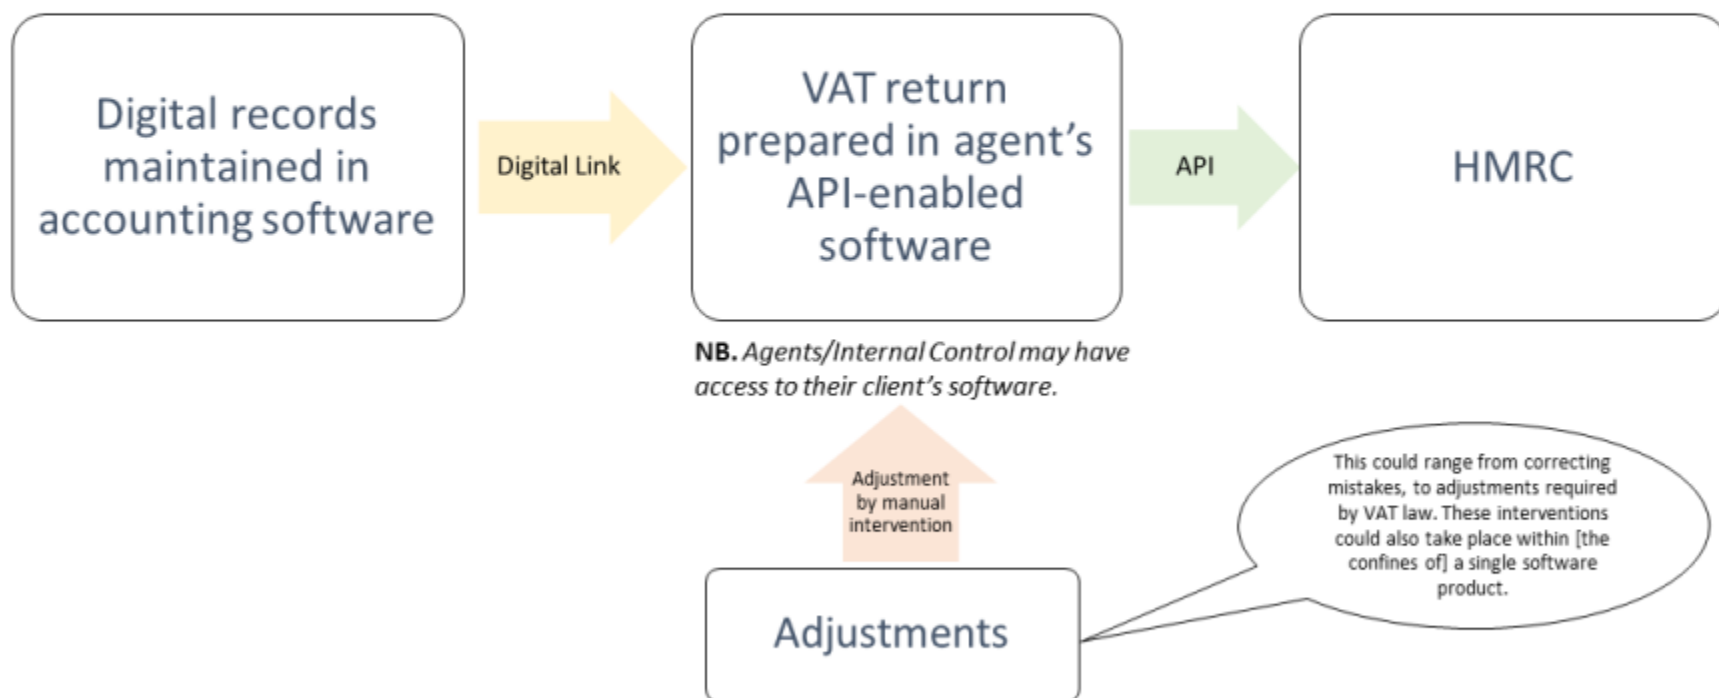 Digital records
maintained in
accounting software
Digital Link
VAT return
prepared in agent’s
API-enabled
software
API
HMRC
NB. Agents/Internal Control may have
access to their client’s software.
Adjustment
by manual
intervention
This could range from correcting
mistakes, to adjustments required
by VAT law. These interventions
could also take place within [the
confines of] a single software
product.
Adjustments